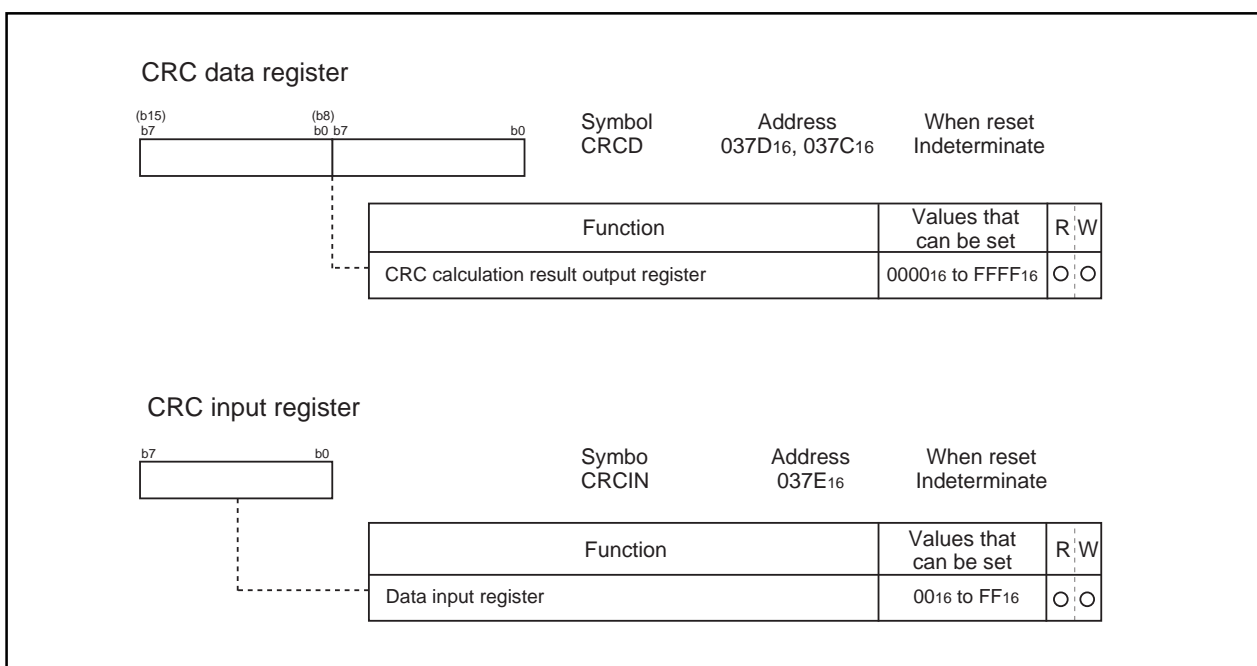 CRC data register
(b15) (b8)
b7 b0 b7 b0
Symbol Address When reset
CRCD 037D16, 037C16 Indeterminate
Function Values that can be set R W
CRC calculation result output register 000016 to FFFF16 O O
CRC input register
b7 b0
Symbo Address When reset
CRCIN 037E16 Indeterminate
Function Values that can be set R W
Data input register 0016 to FF16 O O